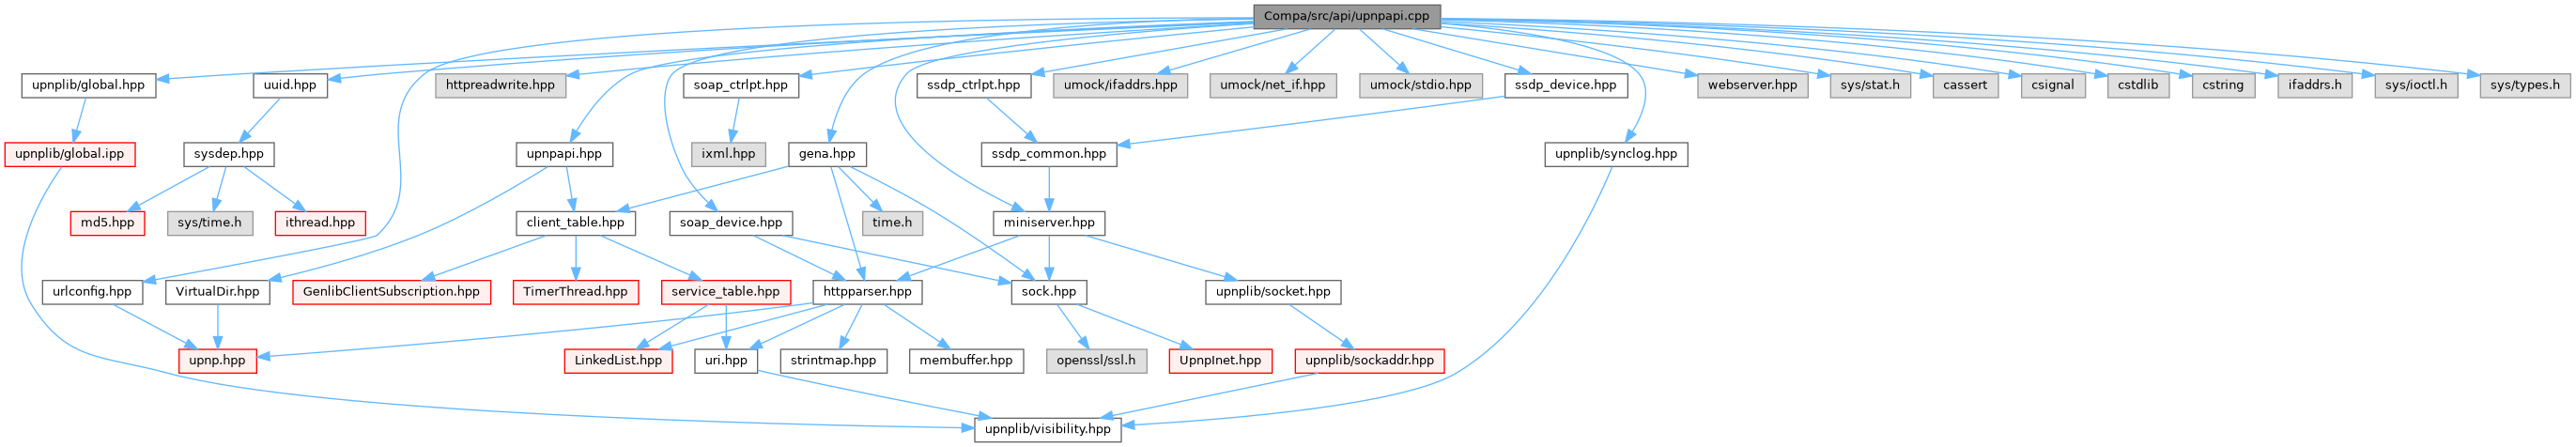 Compa/src/api/upnpapi.cpp
upnplib/global.hpp
uuid.hpp
httpreadwrite.hpp
soap_ctrlpt.hpp
ssdp_ctrlpt.hpp
umock/ifaddrs.hpp
umock/net_if.hpp
umock/stdio.hpp
ssdp_device.hpp
webserver.hpp
sys/stat.h
cassert
csignal
cstdlib
cstring
ifaddrs.h
sys/ioctl.h
sys/types.h
upnplib/global.ipp
sysdep.hpp
upnpapi.hpp
ixml.hpp
gena.hpp
ssdp_common.hpp
upnplib/synclog.hpp
md5.hpp
sys/time.h
ithread.hpp
client_table.hpp
soap_device.hpp
time.h
miniserver.hpp
urlconfig.hpp
VirtualDir.hpp
GenlibClientSubscription.hpp
TimerThread.hpp
service_table.hpp
httpparser.hpp
sock.hpp
upnplib/socket.hpp
upnp.hpp
LinkedList.hpp
uri.hpp
strintmap.hpp
membuffer.hpp
openssl/ssl.h
UpnpInet.hpp
upnplib/sockaddr.hpp
upnplib/visibility.hpp